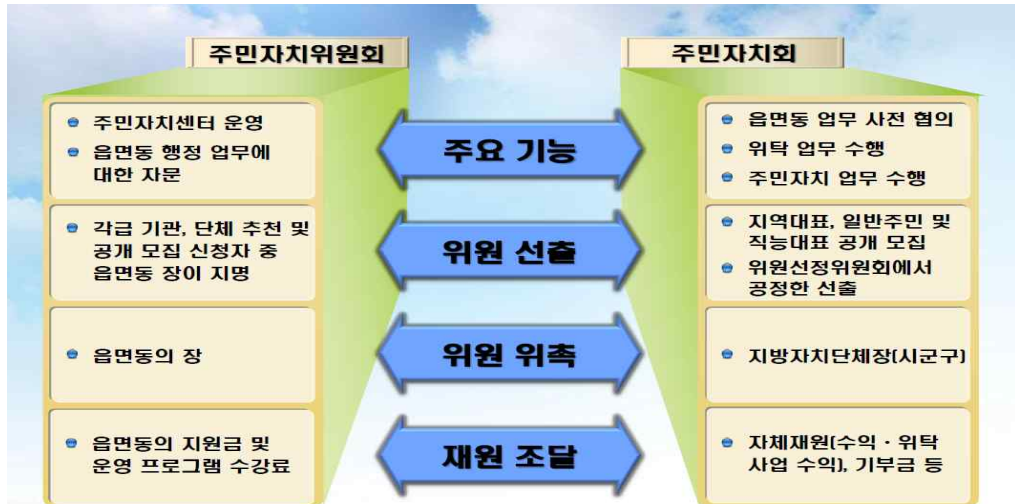 주민자치위원회
주민자치회
주민자치센터 운영
읍면동 행정 업무에
대한 자문
주요 기능
읍면동 업무 사전 협의
위탁 업무 수행
주민자치 업무 수행
각급 기관, 단체 추천 및
공개 모집 신청자 중
읍면동 장이 지명
위원 선출
지역대표, 일반주민 및
직능대표 공개 모집
위원선정위원회에서
공정한 선출
읍면동의 장
위원 위촉
지방자치단체장(시군구)
읍면동의 지원금 및
운영 프로그램 수강료
재원 조달
자체재원(수익·위탁
사업 수익), 기부금 등